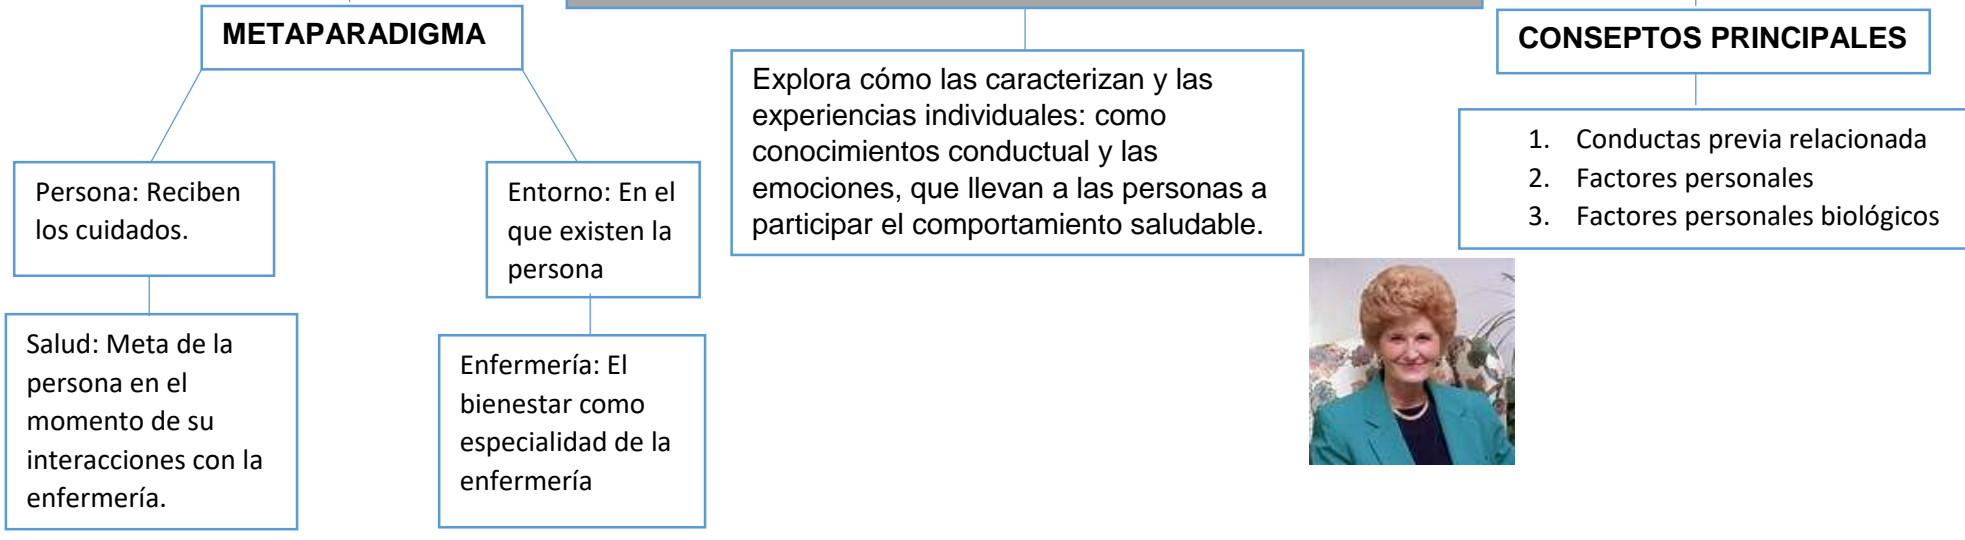 METAPARADIGMA
Persona: Reciben
los cuidados.
Salud: Meta de la
persona en el
momento de su
interacciones con la
enfermería.
Entorno: En el
que existen la
persona
Enfermería: El
bienestar como
especialidad de la
enfermería
Explora cómo las caracterizan y las
experiencias individuales: como
conocimientos conductual y las
emociones, que llevan a las personas a
participar el comportamiento saludable.
CONSEPTOS PRINCIPALES
1. Conductas previa relacionada
2. Factores personales
3. Factores personales biológicos